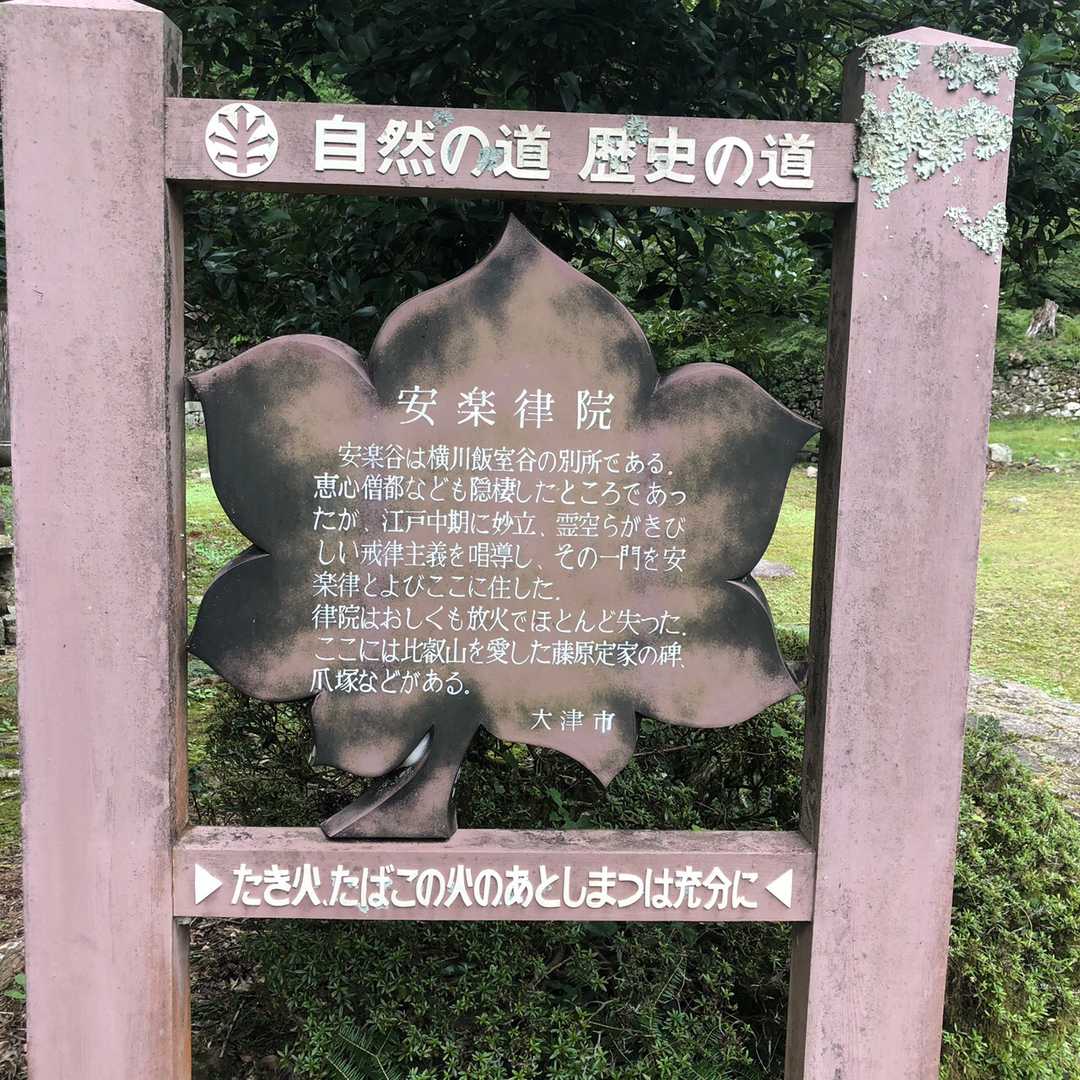 自然の道 歴史の道
安楽律院
安楽谷は横川飯室谷の別所である.
恵心僧都なども隠棲したところであっ
たが、江戸中期に妙立、霊空らがきび
しい戒律主義を唱導し、その一門を安
楽律とよびここに住した.
律院はおしくも放火でほとんど失った.
ここには比叡山を愛した藤原定家の碑、
爪塚などがある。
大津市
たき火、たばこの火のあとしまつは充分に